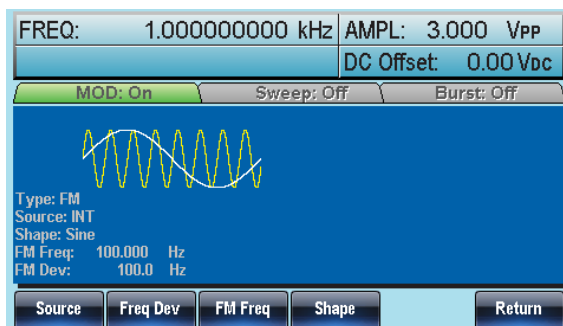 FREQ: 1.000000000 kHz AMPL: 3.000 VPP
DC Offset: 0.00 VDC
MOD: On Sweep: Off Burst: Off
Type: FM
Source: INT
Shape: Sine
FM Freq: 100.000 Hz
FM Dev: 100.0 Hz
Source Freq Dev FM Freq Shape Return